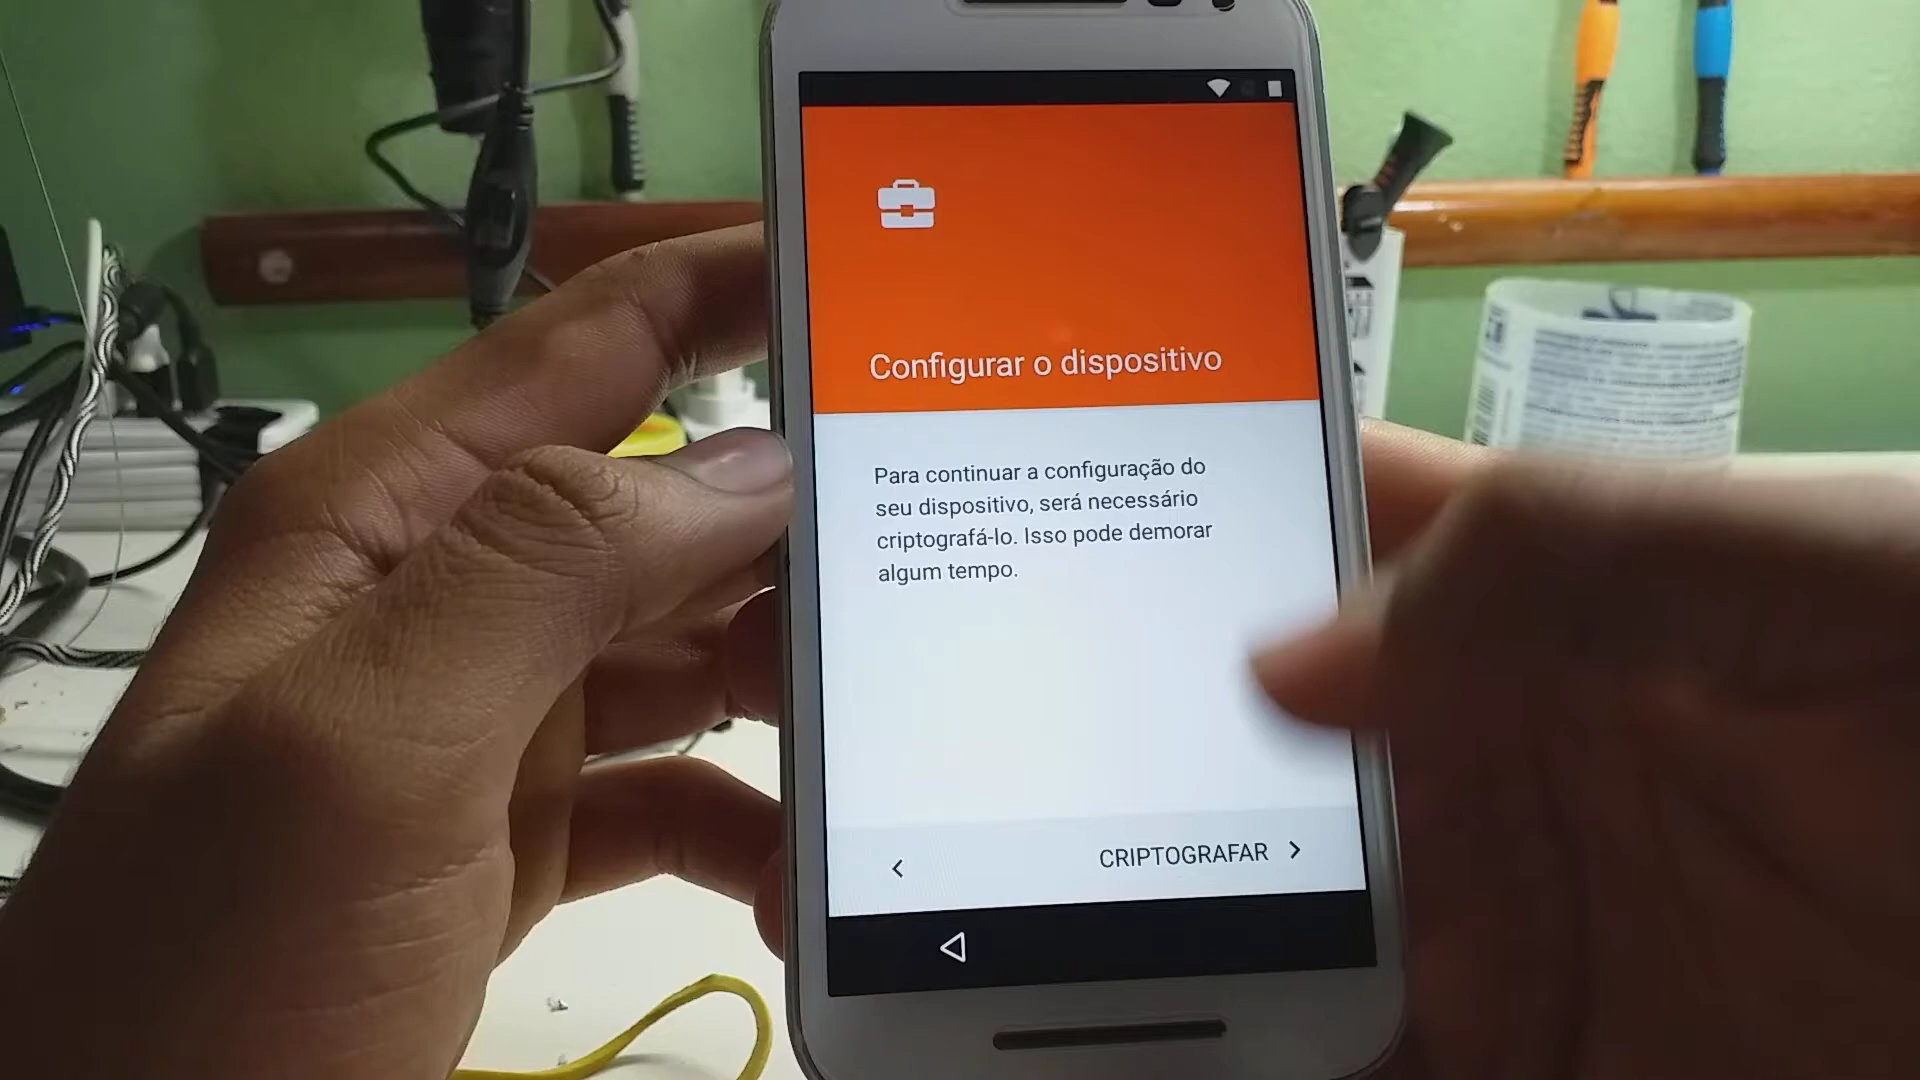 Configurar o dispositivo
Para continuar a configuração do
seu dispositivo, será necessário
criptografá-lo. Isso pode demorar
algum tempo.
CRIPTOGRAFAR